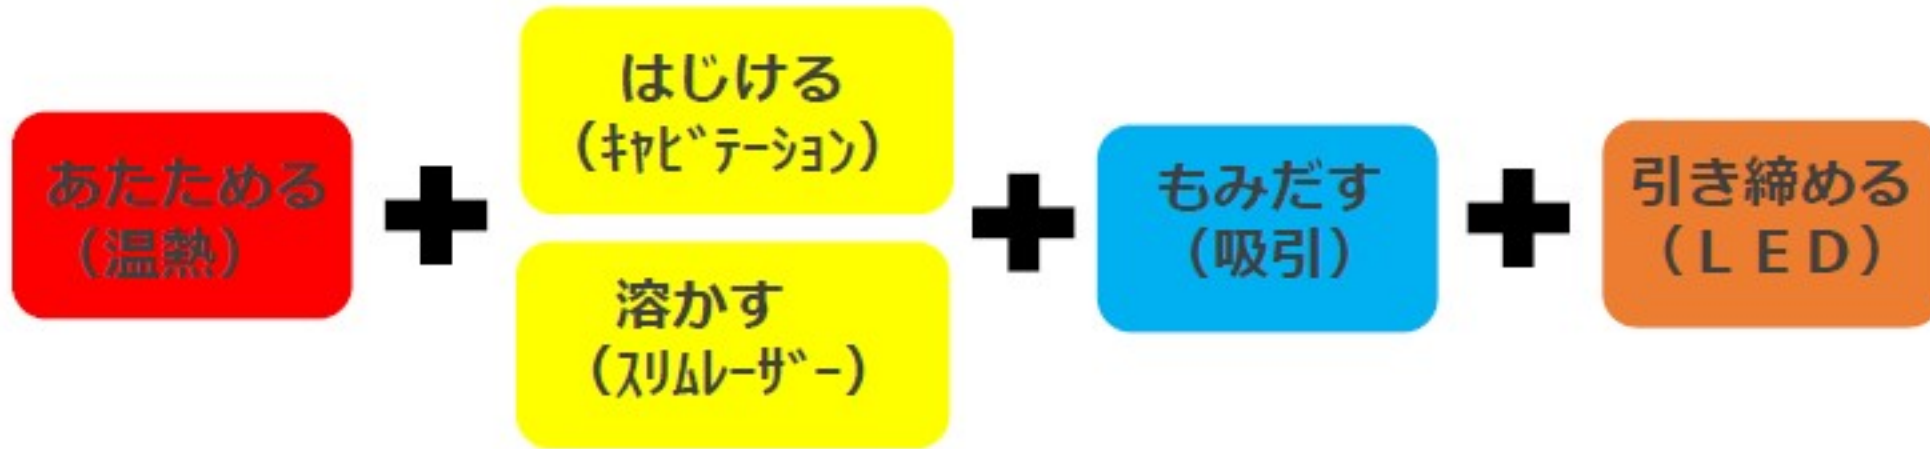 あたためる
（温熱）
はじける
（ｷｬﾋﾞﾃｰｼｮﾝ）
溶かす
（ｽﾘﾑﾚｰｻﾞｰ）
もみだす
（吸引）
引き締める
（ＬＥＤ）